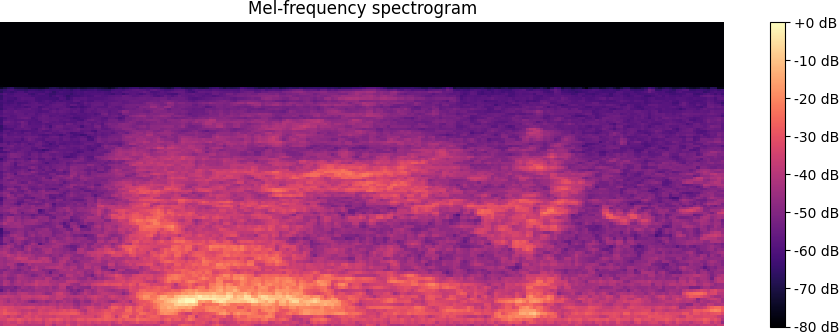 Mel-frequency spectrogram
+0 dB
-10 dB
-20 dB
-30 dB
-40 dB
-50 dB
-60 dB
-70 dB
-80 dB